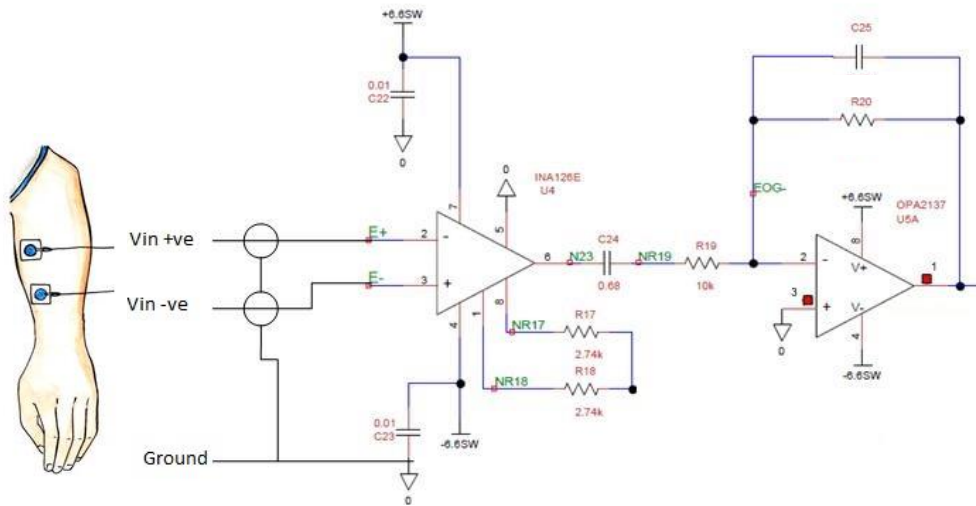 +6.6SW
0.01
C22
0
Vin +ve
Vin -ve
Ground
E+
E-
2
3
-
+
7
4
1
8
5
6
0
INA126E
U4
N23
C24
0.68
NR19
R19
10k
NR17
R17
2.74k
NR18
R18
2.74k
0.01
C23
0
-6.6SW
C25
R20
EOG-
+6.6SW
OPA2137
U5A
8
2
-
V+
1
3
+
V-
0
4
-6.6SW